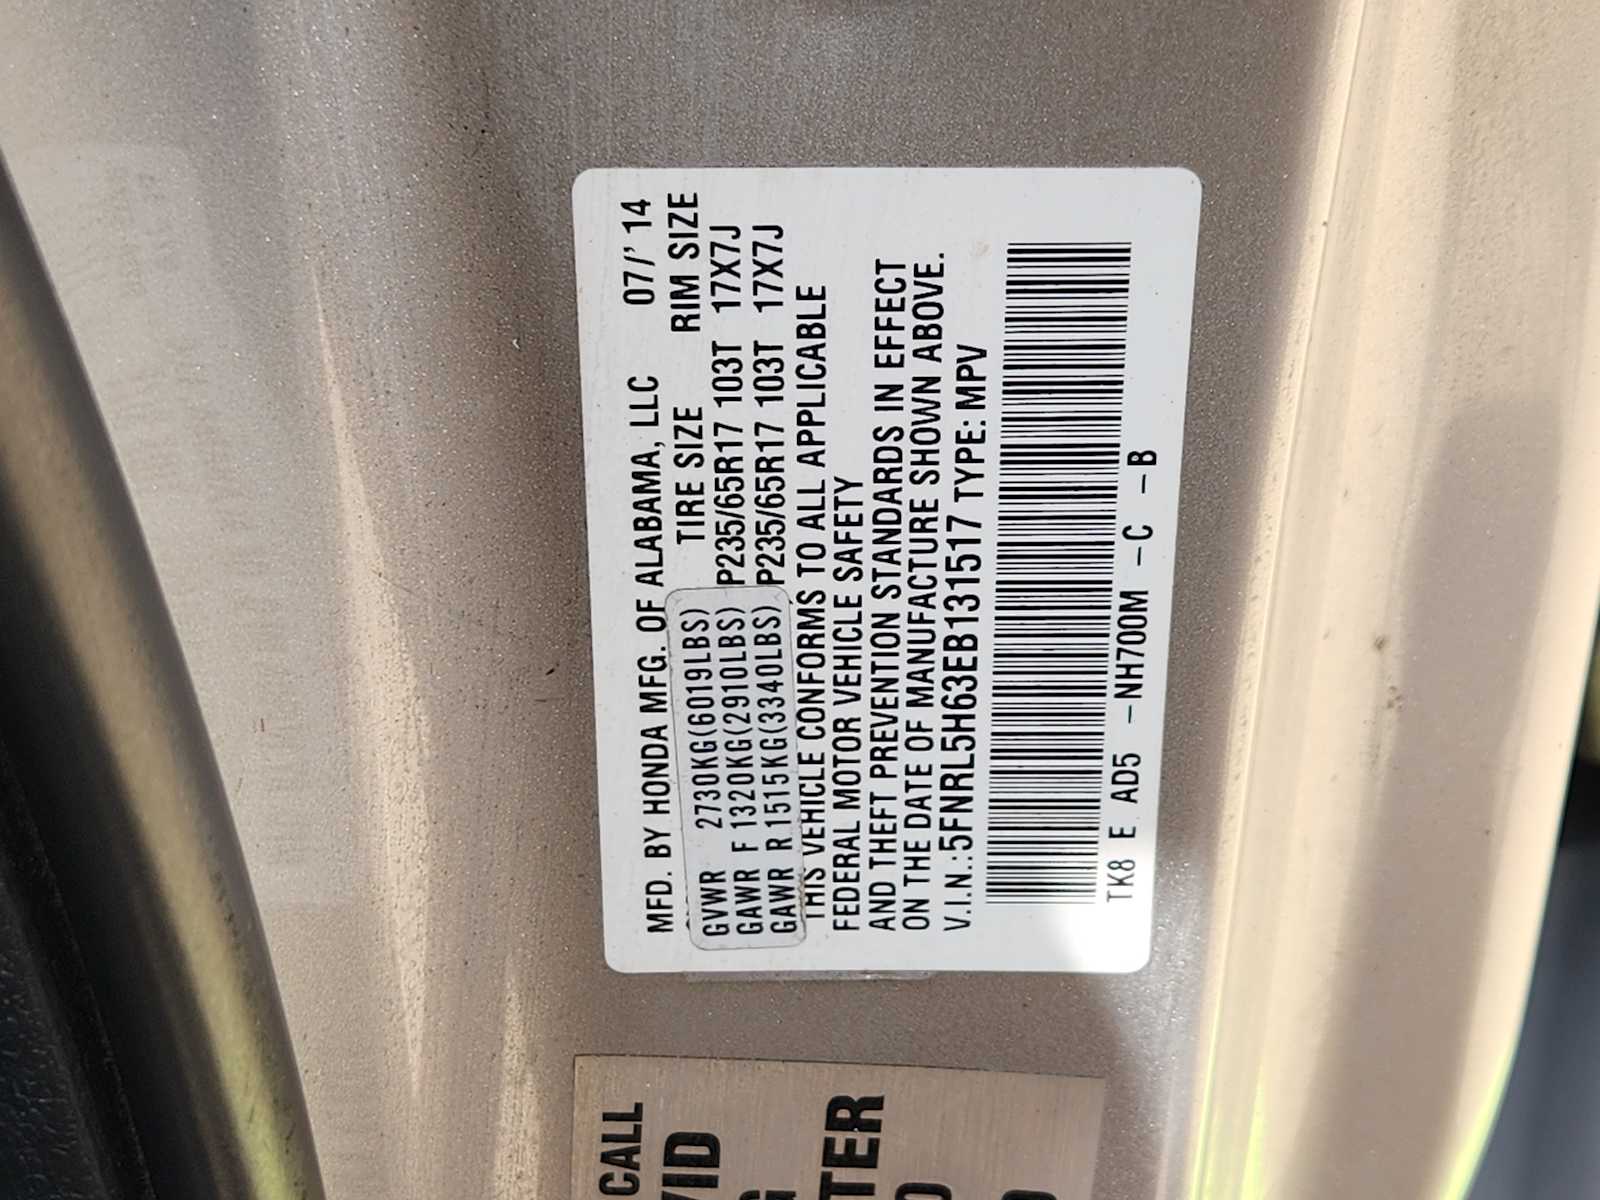 MFD. BY HONDA MFG. OF ALABAMA, LLC 07/' 14
TIRE SIZE RIM SIZE
GVWR 2730KG(6019LBS)
GAWR F 1320KG(2910LBS) P235/65R17 103T 17X7J
GAWR R 1515KG(3340LBS) P235/65R17 103T 17X7J
THIS VEHICLE CONFORMS TO ALL APPLICABLE
FEDERAL MOTOR VEHICLE SAFETY
AND THEFT PREVENTION STANDARDS IN EFFECT
ON THE DATE OF MANUFACTURE SHOWN ABOVE.
V.I.N.:5FNRL5H63EB131517 TYPE: MPV
TK8 E AD5 -NH700M -C -B
CALL
VID
TER